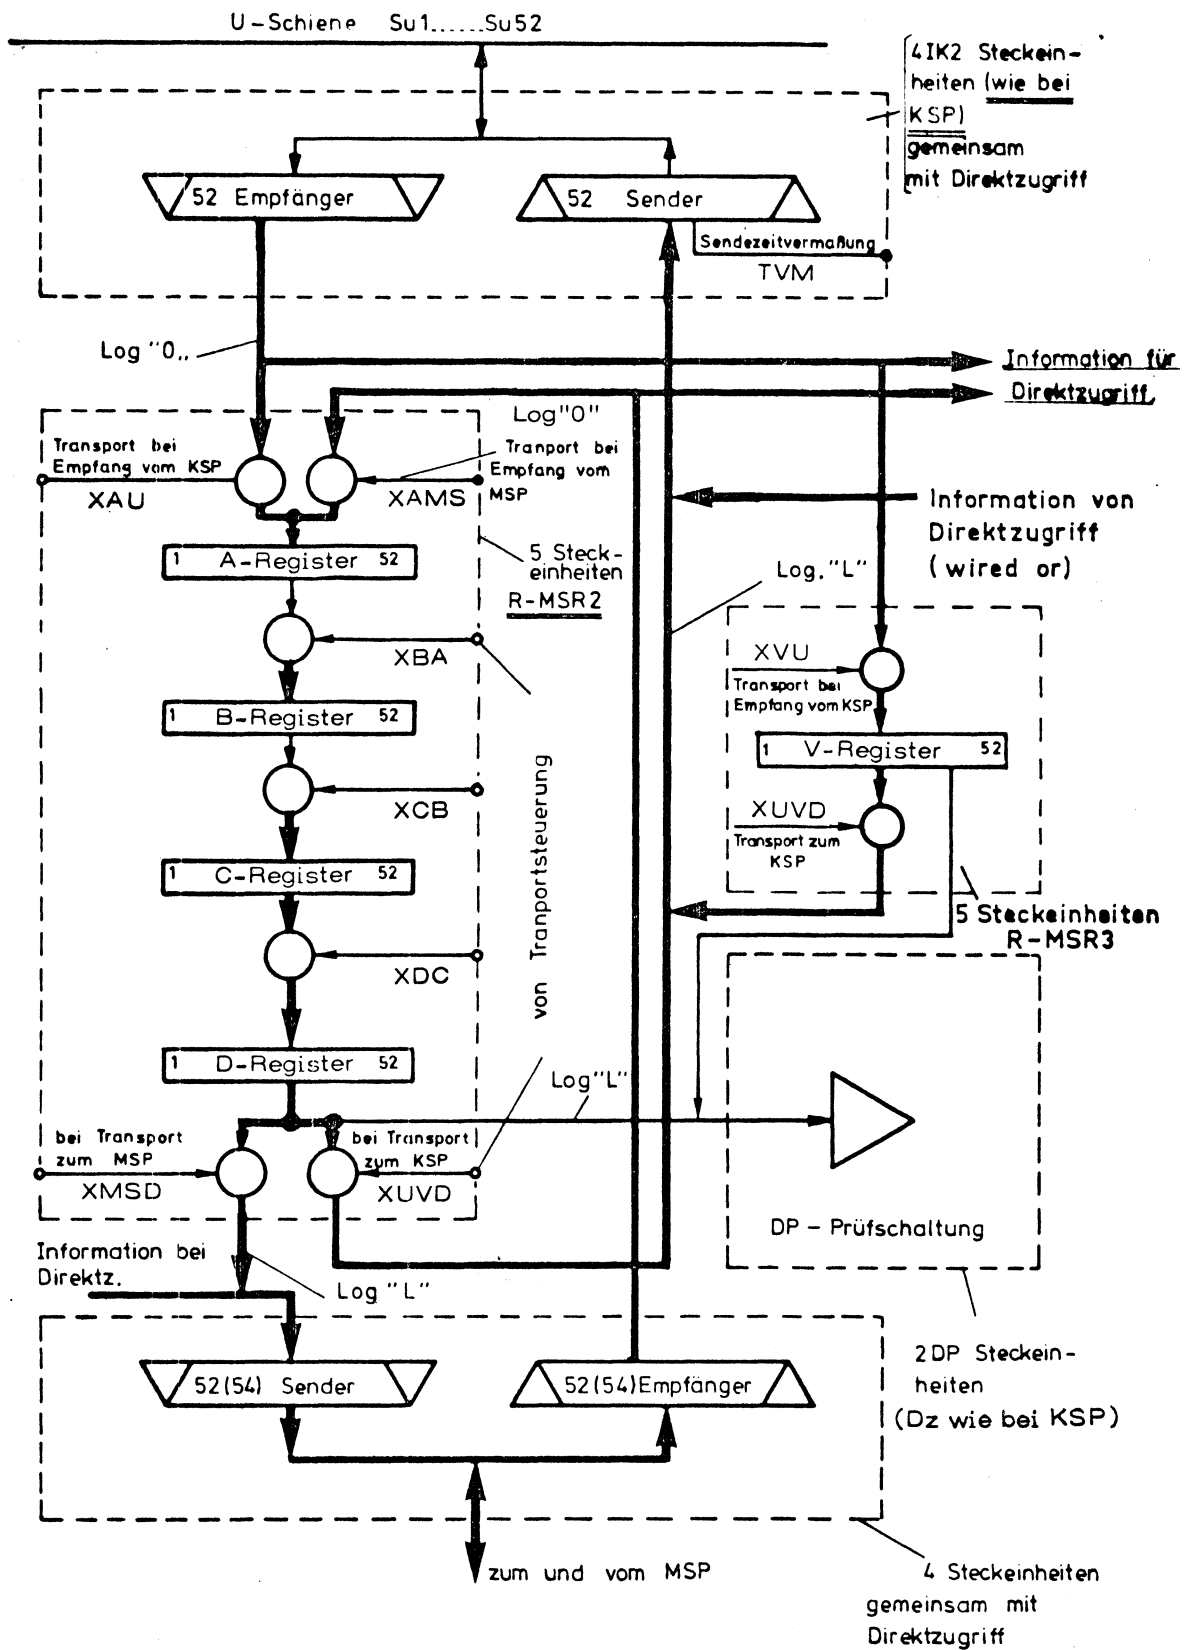 U-Schiene Su1......Su52
4IK2 Steckein-
heiten (wie bei
KSP)
gemeinsam
mit Direktzugriff
52 Empfänger
52 Sender
Sendezeitvermaßung
TVM
Log "0„
Information für
Direktzugriff
Log"0"
Transport bei
Empfang vom KSP
XAU
Tranport bei
Empfang vom
MSP
XAMS
Information von
Direktzugriff
(wired or)
1 A-Register 52
5 Steck-
einheiten
R-MSR2
Log."L"
XBA
XVU
Transport bei
Empfang vom KSP
1 B-Register 52
1 V-Register 52
XCB
XUVD
Transport zum
KSP
1 C-Register 52
von Tranportsteuerung
5 Steckeinheiten
R-MSR3
XDC
1 D-Register 52
Log"L"
bei Transport
zum MSP
XMSD
bei Transport
zum KSP
XUVD
DP-Prüfschaltung
Information bei
Direktz.
Log "L"
52(54) Sender
52(54) Empfänger
2DP Steckein-
heiten
(Dz wie bei KSP)
zum und vom MSP
4 Steckeinheiten
gemeinsam mit
Direktzugriff